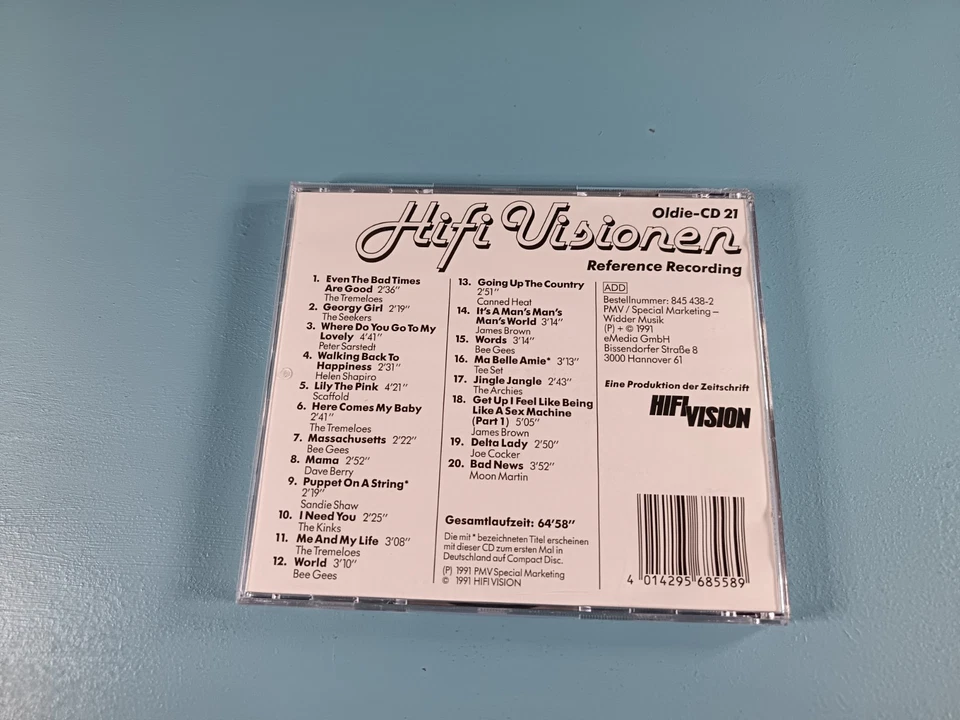 Oldie-CD 21
Hifi Visionen
Reference Recording
1. Even The Bad Times
Are Good 2'36"
The Tremeloes
2. Georgy Girl 2'19"
The Seekers
3. Where Do You Go To My
Lovely 4'41"
Peter Sarstedt
4. Walking Back To
Happiness 2'31"
Helen Shapiro
5. Lily The Pink 4'21"
Scaffold
6. Here Comes My Baby
2'41"
The Tremeloes
7. Massachusetts 2'22"
Bee Gees
8. Mama 2'52"
Dave Berry
9. Puppet On A String*
2'19"
Sandie Shaw
10. I Need You 2'25"
The Kinks
11. Me And My Life 3'08"
The Tremeloes
12. World 3'10"
Bee Gees
13. Going Up The Country
2'51"
Canned Heat
14. It's A Man's Man's
Man's World 3'14"
James Brown
15. Words 3'14"
Bee Gees
16. Ma Belle Amie* 3'13"
Tee Set
17. Jingle Jangle 2'43"
The Archies
18. Get Up I Feel Like Being
Like A Sex Machine
(Part 1) 5'05"
James Brown
19. Delta Lady 2'50"
Joe Cocker
20. Bad News 3'52"
Moon Martin
Gesamtlaufzeit: 64'58"
Die mit * bezeichneten Titel erscheinen
mit dieser CD zum ersten Mal in
Deutschland auf Compact Disc.
(P) 1991 PMV Special Marketing
© 1991 HIFI VISION
ADD
Bestellnummer: 845 438-2
PMV / Special Marketing –
Widder Musik
(P) + © 1991
eMedia GmbH
Bissendorfer Straße 8
3000 Hannover 61
Eine Produktion der Zeitschrift
HIFI
VISION
4 014295 685589